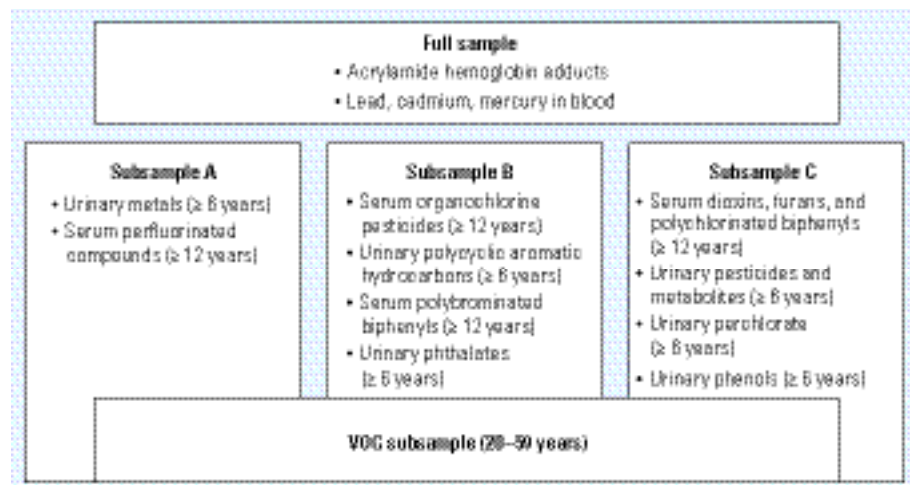 Full sample
• Acrylamide hemoglobin adducts
• Lead, cadmium, mercury in blood
Subsample A
• Urinary metals (≥ 6 years)
• Serum perfluorinated
compounds (≥ 12 years)
Subsample B
• Serum organochlorine
pesticides (≥ 12 years)
• Urinary polycyclic aromatic
hydrocarbons (≥ 6 years)
• Serum polybrominated
biphenyls (≥ 12 years)
• Urinary phthalates
(≥ 6 years)
Subsample C
• Serum dioxins, furans, and
polychlorinated biphenyls
(≥ 12 years)
• Urinary pesticides and
metabolites (≥ 6 years)
• Urinary perchlorate
(≥ 6 years)
• Urinary phenols (≥ 6 years)
VOC subsample (20–59 years)